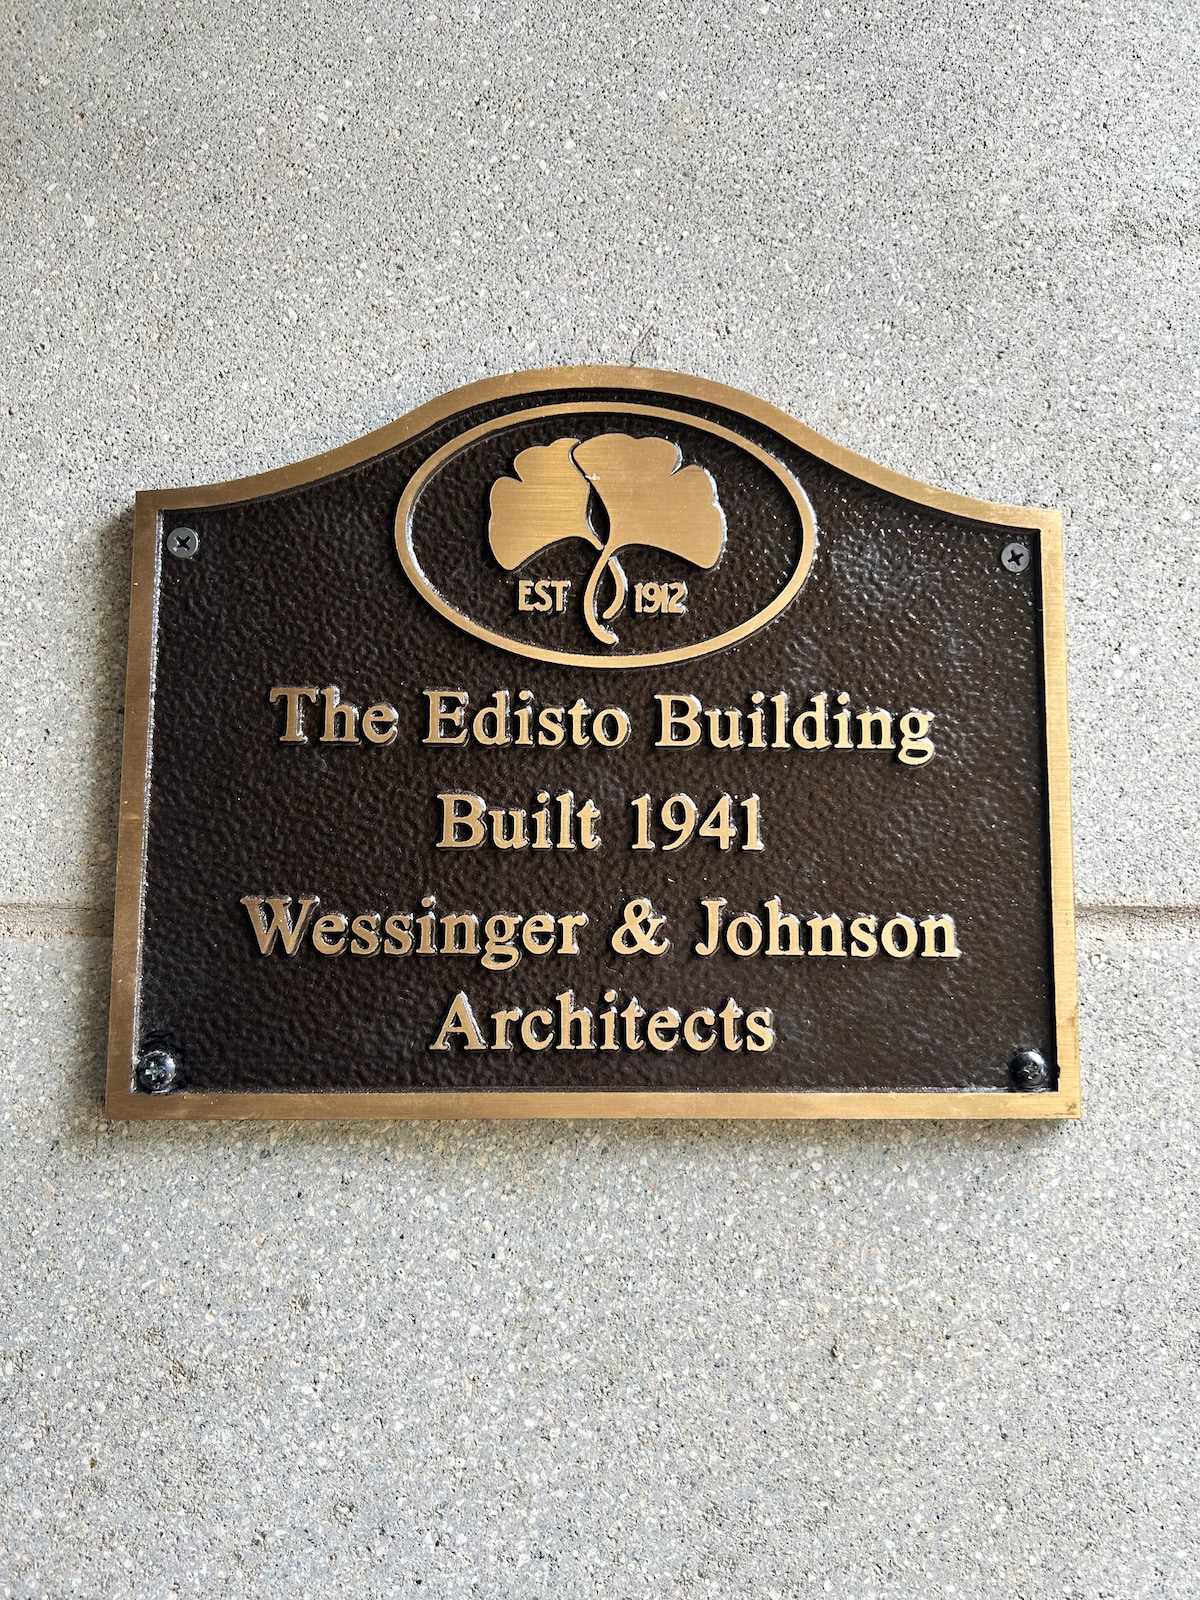 EST 1912
The Edisto Building
Built 1941
Wessinger & Johnson
Architects